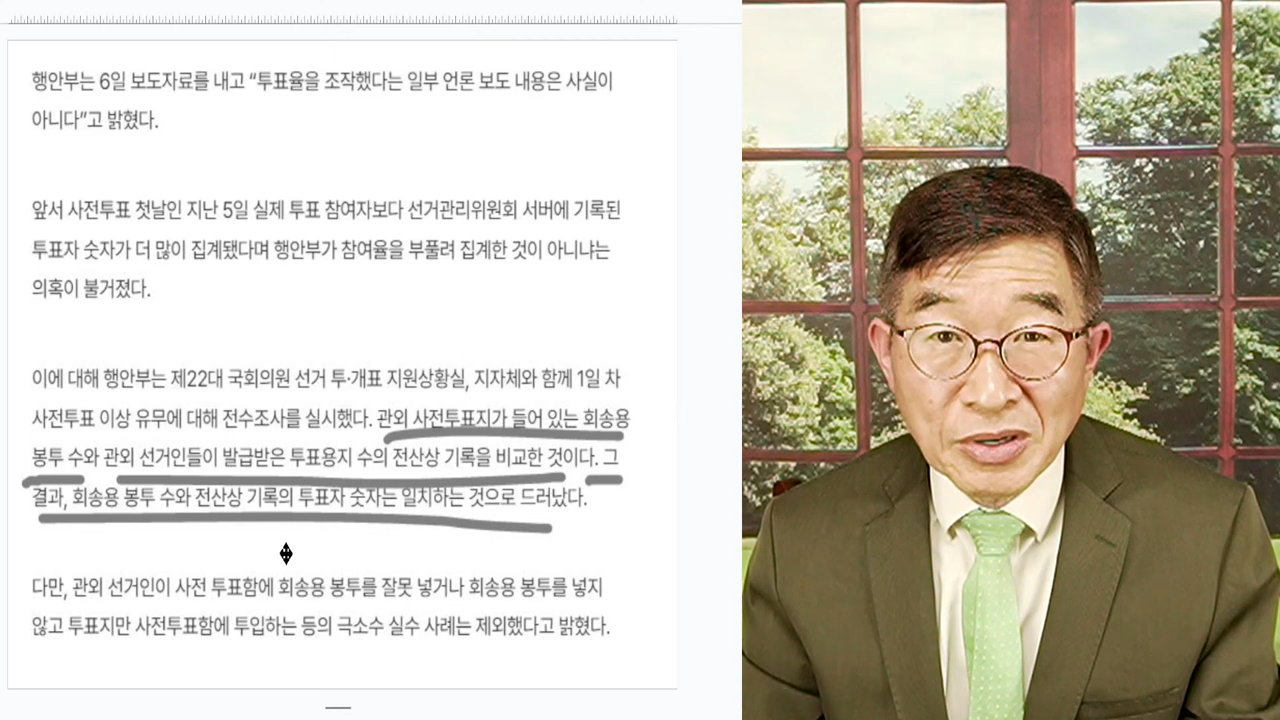 행안부는 6일 보도자료를 내고 “투표율을 조작했다는 일부 언론 보도 내용은 사실이
아니다”고 밝혔다.
앞서 사전투표 첫날인 지난 5일 실제 투표 참여자보다 선거관리위원회 서버에 기록된
투표자 숫자가 더 많이 집계됐다며 행안부가 참여율을 부풀려 집계한 것이 아니냐는
의혹이 불거졌다.
이에 대해 행안부는 제22대 국회의원 선거 투·개표 지원상황실, 지자체와 함께 1일 차
사전투표 이상 유무에 대해 전수조사를 실시했다. 관외 사전투표지가 들어 있는 회송용
봉투 수와 관외 선거인들이 발급받은 투표용지 수의 전산상 기록을 비교한 것이다. 그
결과, 회송용 봉투 수와 전산상 기록의 투표자 숫자는 일치하는 것으로 드러났다.
다만, 관외 선거인이 사전 투표함에 회송용 봉투를 잘못 넣거나 회송용 봉투를 넣지
않고 투표지만 사전투표함에 투입하는 등의 극소수 실수 사례는 제외했다고 밝혔다.